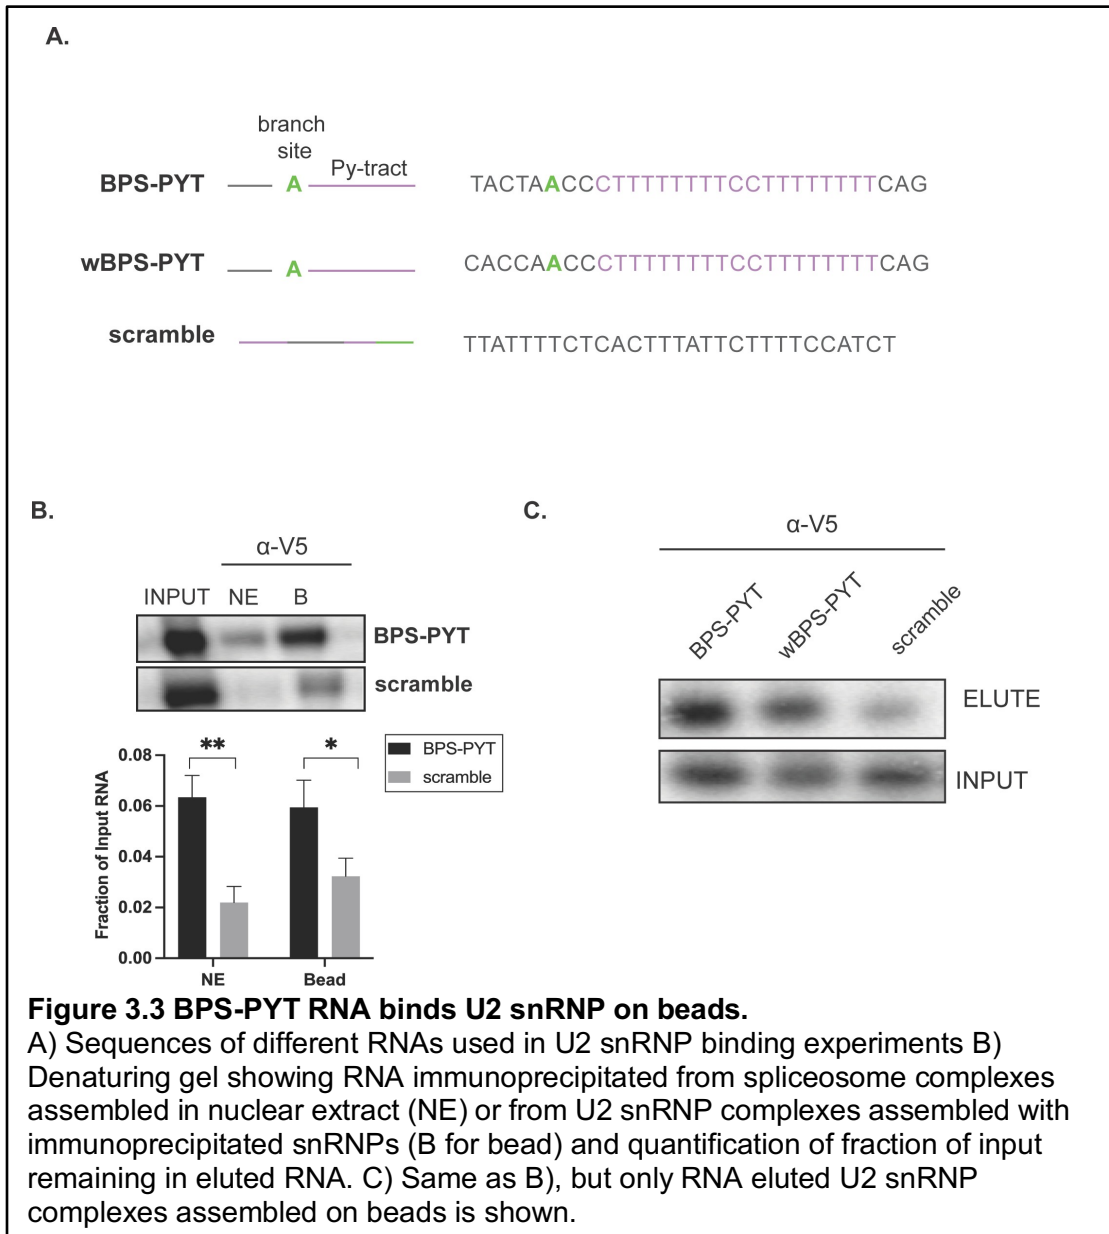 A.
branch
site
Py-tract
BPS-PYT
A
TACTAACCCTTTTTTTTCCTTTTTTTTCAG
wBPS-PYT
A
CACCAACCCTTTTTTTTCCTTTTTTTTCAG
scramble
TTATTTTCTCACTTTATTCTTTTCCATCT
B.
α-V5
INPUT NE B
BPS-PYT
scramble
** *
BPS-PYT
scramble
Fraction of Input RNA
0.08
0.06
0.04
0.02
0.00
NE Bead
C.
α-V5
BPS-PYT wBPS-PYT scramble
ELUTE
INPUT
Figure 3.3 BPS-PYT RNA binds U2 snRNP on beads.
A) Sequences of different RNAs used in U2 snRNP binding experiments B)
Denaturing gel showing RNA immunoprecipitated from spliceosome complexes
assembled in nuclear extract (NE) or from U2 snRNP complexes assembled with
immunoprecipitated snRNPs (B for bead) and quantification of fraction of input
remaining in eluted RNA. C) Same as B), but only RNA eluted U2 snRNP
complexes assembled on beads is shown.